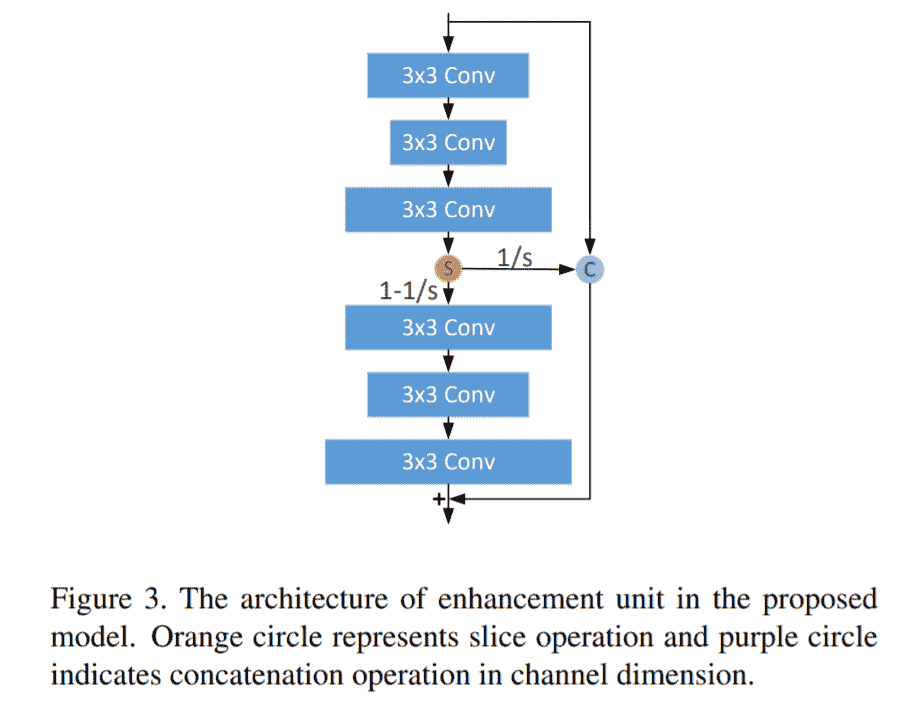 3x3 Conv
3x3 Conv
3x3 Conv
S 1/s C
1-1/s
3x3 Conv
3x3 Conv
3x3 Conv
+
Figure 3. The architecture of enhancement unit in the proposed
model. Orange circle represents slice operation and purple circle
indicates concatenation operation in channel dimension.